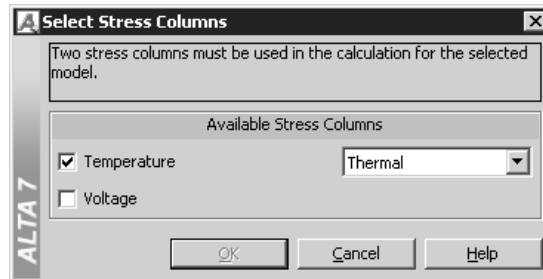 Select Stress Columns
Two stress columns must be used in the calculation for the selected
model.
Available Stress Columns
Temperature Thermal
Voltage
OK Cancel Help
ALTA 7